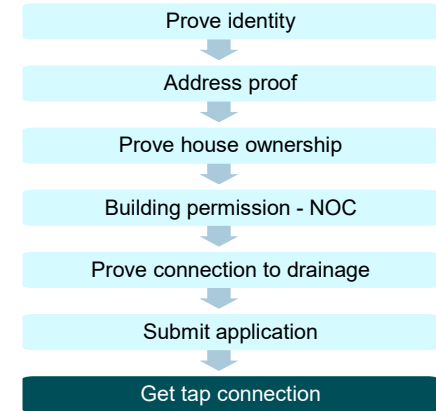 Prove identity
Address proof
Prove house ownership
Building permission - NOC
Prove connection to drainage
Submit application
Get tap connection